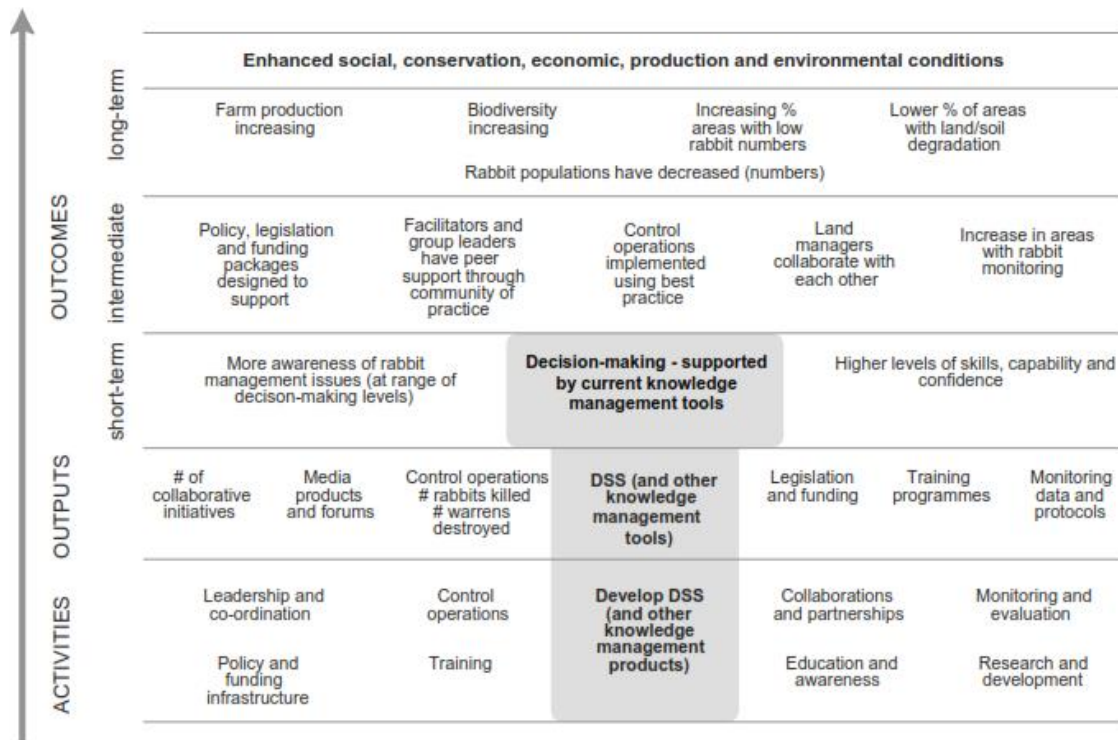 Enhanced social, conservation, economic, production and environmental conditions
long-term
Farm production
increasing
Biodiversity
increasing
Increasing %
areas with low
rabbit numbers
Lower % of areas
with land/soil
degradation
Rabbit populations have decreased (numbers)
OUTCOMES
intermediate
Policy, legislation
and funding
packages
designed to
support
Facilitators and
group leaders
have peer
support through
community of
practice
Control
operations
implemented
using best
practice
Land
managers
collaborate with
each other
Increase in areas
with rabbit
monitoring
short-term
More awareness of rabbit
management issues (at range of
decison-making levels)
Decision-making - supported
by current knowledge
management tools
Higher levels of skills, capability and
confidence
OUTPUTS
# of
collaborative
initiatives
Media
products
and forums
Control operations
# rabbits killed
# warrens
destroyed
DSS (and other
knowledge
management
tools)
Legislation
and funding
Training
programmes
Monitoring
data and
protocols
ACTIVITIES
Leadership and
co-ordination
Control
operations
Develop DSS
(and other
knowledge
management
products)
Collaborations
and partnerships
Monitoring and
evaluation
Policy and
funding
infrastructure
Training
Education and
awareness
Research and
development